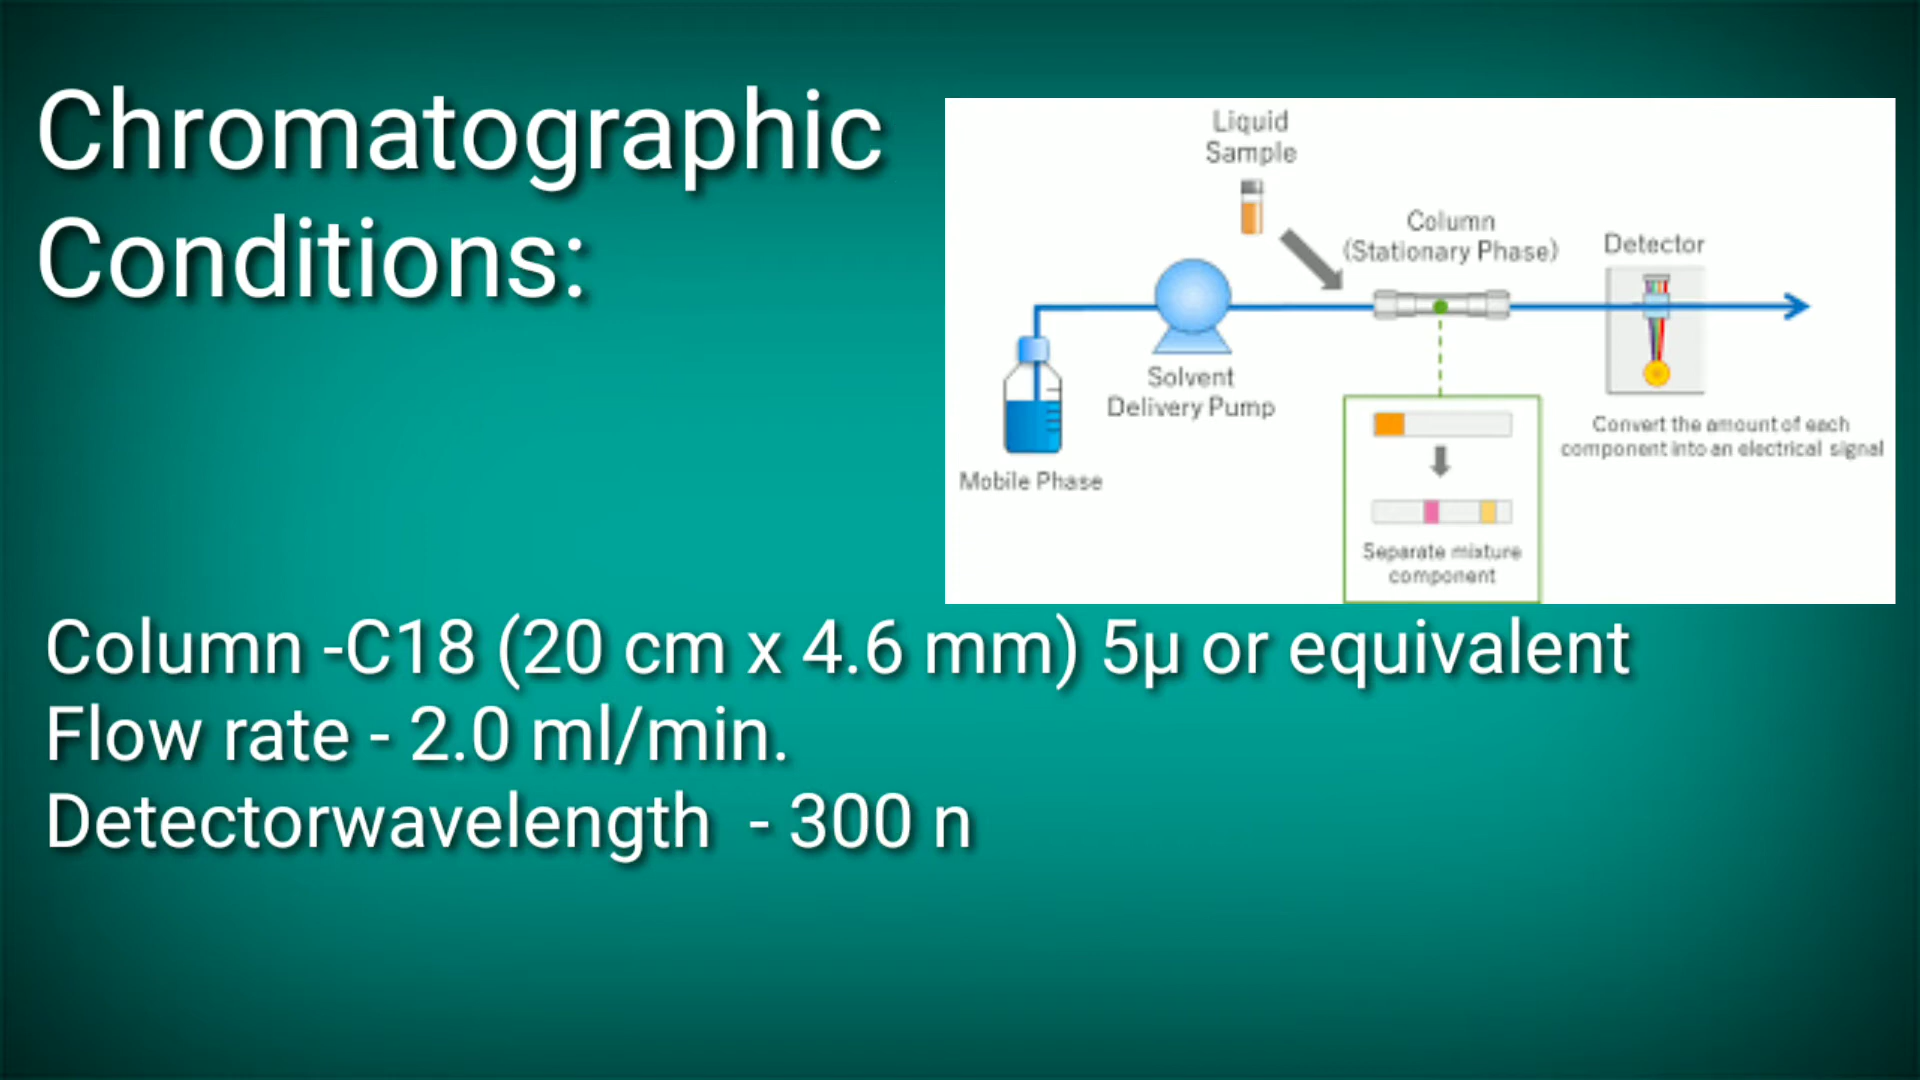 Chromatographic
Conditions:
Liquid
Sample
Column
(Stationary Phase)
Detector
Solvent
Delivery Pump
Mobile Phase
Convert the amount of each
component into an electrical signal
Separate mixture
component
Column -C18 (20 cm x 4.6 mm) 5µ or equivalent
Flow rate - 2.0 ml/min.
Detectorwavelength  - 300 n